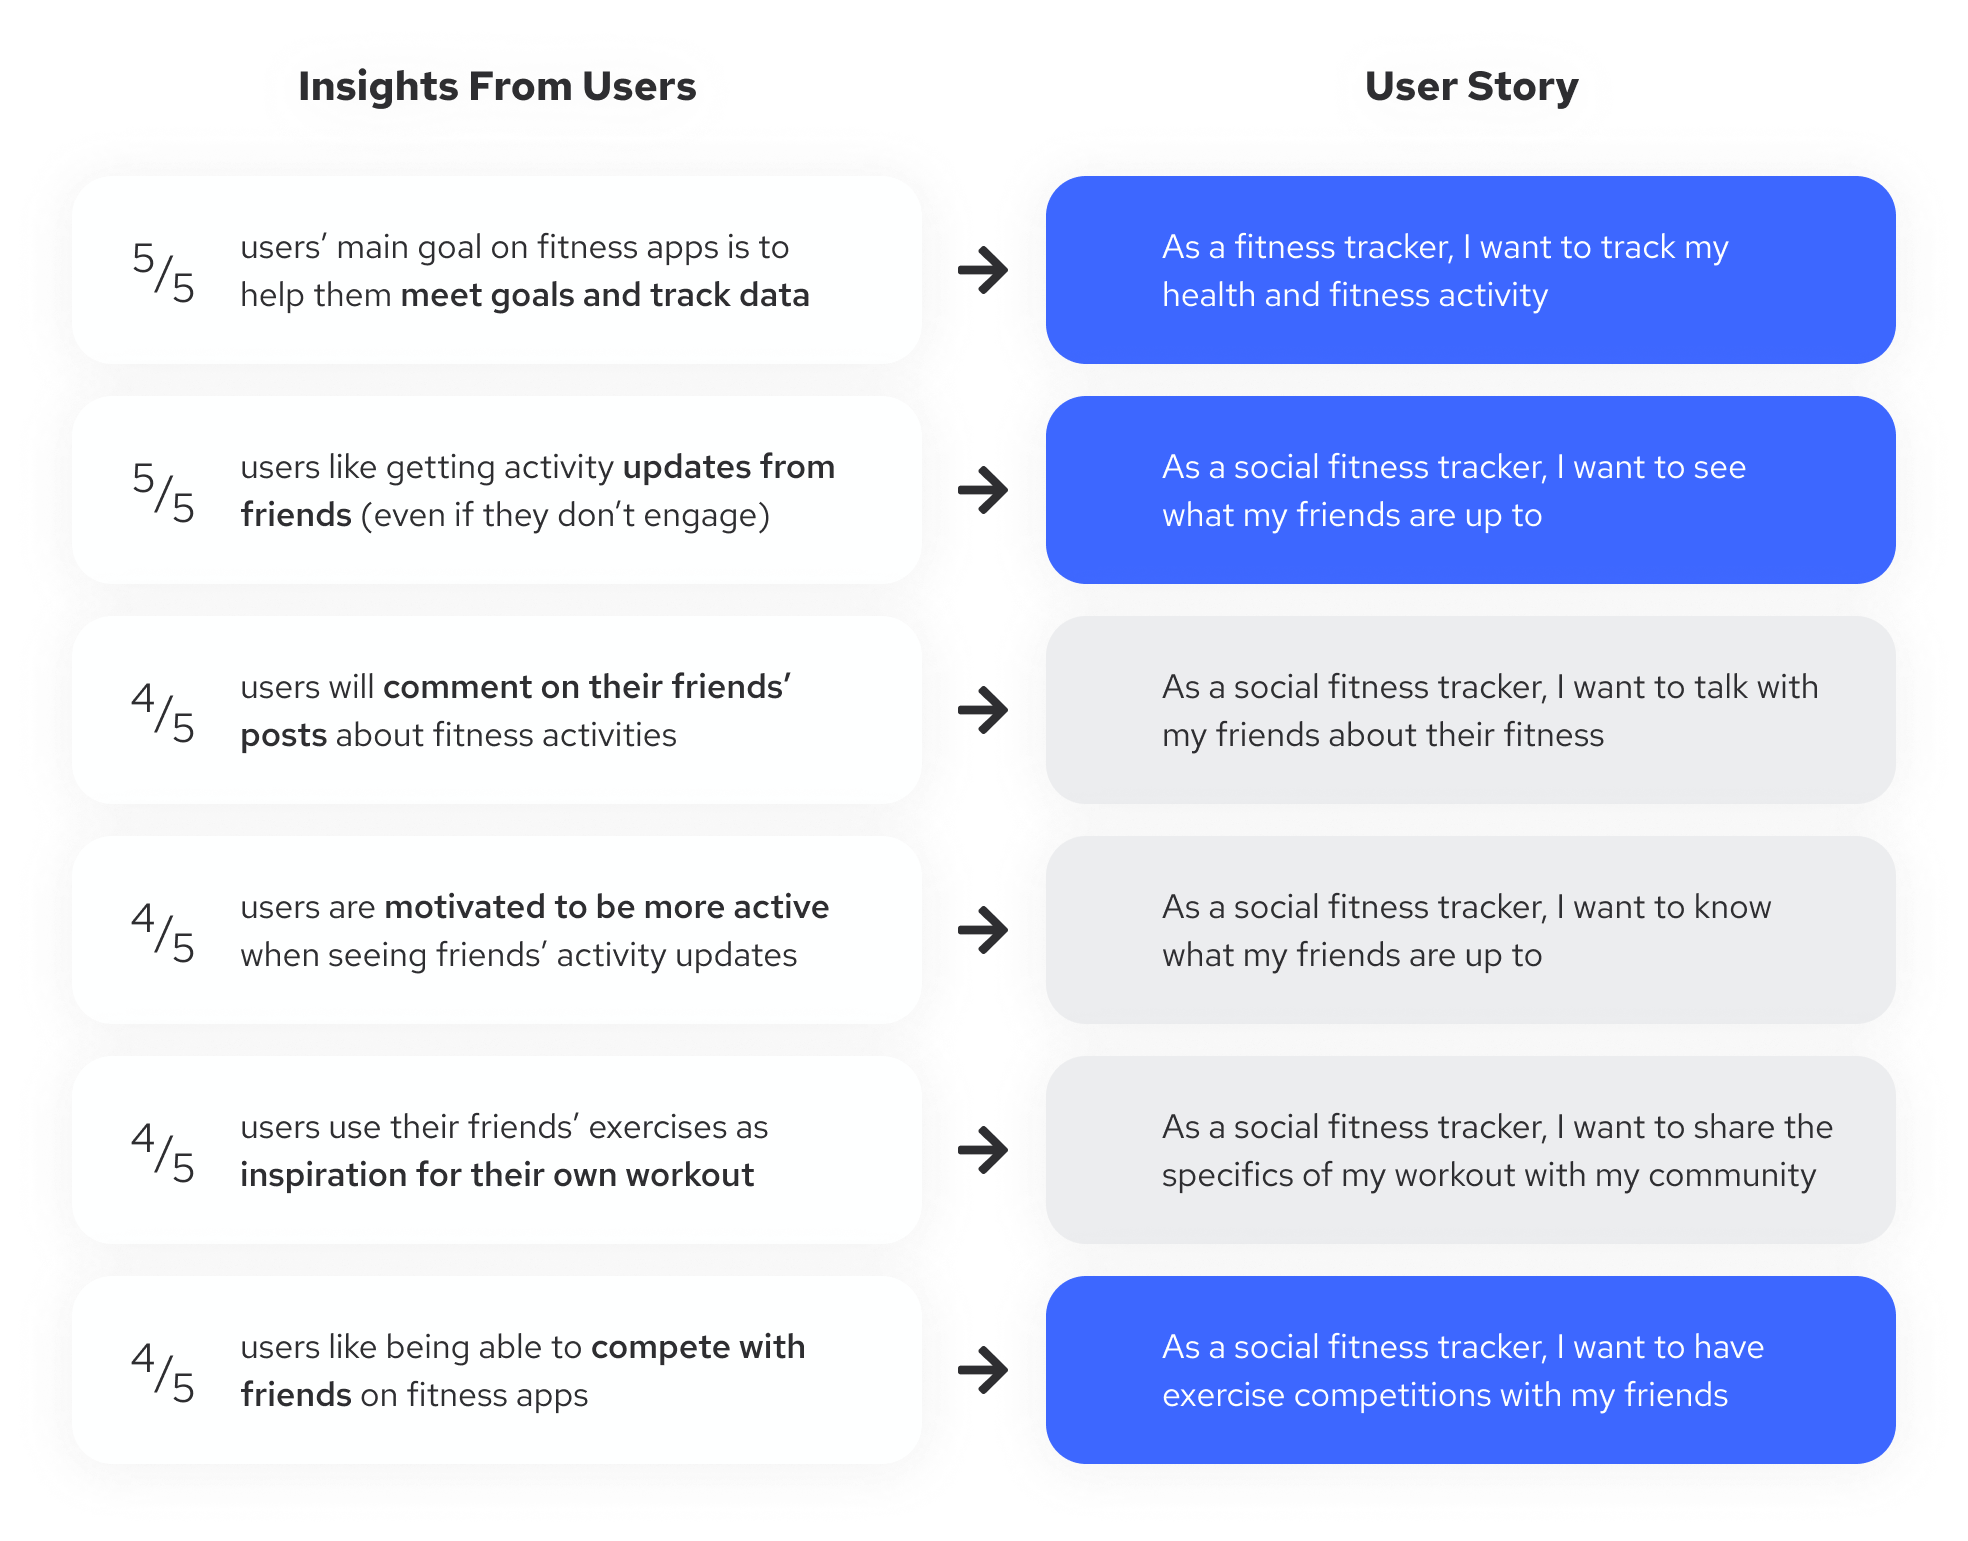 Insights From Users
User Story
5/5
users’ main goal on fitness apps is to
help them meet goals and track data
As a fitness tracker, I want to track my
health and fitness activity
5/5
users like getting activity updates from
friends (even if they don’t engage)
As a social fitness tracker, I want to see
what my friends are up to
4/5
users will comment on their friends’
posts about fitness activities
As a social fitness tracker, I want to talk with
my friends about their fitness
4/5
users are motivated to be more active
when seeing friends’ activity updates
As a social fitness tracker, I want to know
what my friends are up to
4/5
users use their friends’ exercises as
inspiration for their own workout
As a social fitness tracker, I want to share the
specifics of my workout with my community
4/5
users like being able to compete with
friends on fitness apps
As a social fitness tracker, I want to have
exercise competitions with my friends